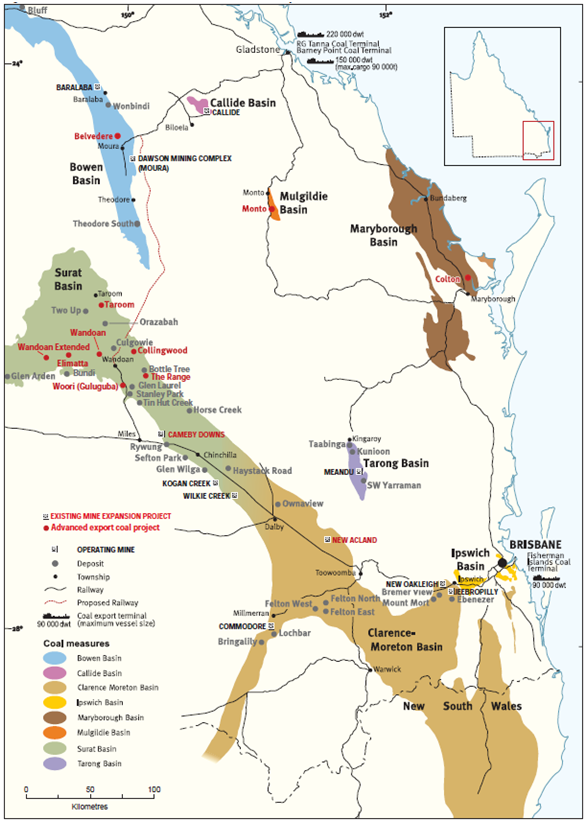 Bluff
150°
152°
220 000 dwt
RG Tanna Coal Terminal
Barney Point Coal Terminal
150 000 dwt
(max.cargo 90 000t)
Gladstone
24°
BARALABA
Baralaba
Wonbindi
Callide Basin
CALLIDE
Biloela
Belvedere
Moura
DAWSON MINING COMPLEX
(MOURA)
Bowen
Basin
Theodore
Theodore South
Monto
Monto
Mulgildie
Basin
Bundaberg
Maryborough
Basin
Colton
Maryborough
Surat
Basin
Taroom
Taroom
Two Up
Orazabah
Wandoan
Culgowie
Wandoan Extended
Collingwood
Elimatta
Wandoan
Glen Arden
Bundi
Bottle Tree
The Range
Woori (Guluguba)
Glen Laurel
Stanley Park
Tin Hut Creek
Horse Creek
Miles
CAMEBY DOWNS
Rywung
Chinchilla
Sefton Park
Glen Wilga
Haystack Road
KOGAN CREEK
WILKIE CREEK
Kingaroy
Taabinga
Kunioon
MEANDU
Tarong Basin
SW Yarraman
Ownaview
Dalby
NEW ACLAND
Toowoomba
Ipswich
Basin
BRISBANE
Fisherman
Islands Coal
Terminal
90 000 dwt
NEW OAKLEIGH
Ipswich
Bremer view
JEEBROPILLY
Mount Mort
Ebenezer
Felton North
Felton West
Felton East
Millmerran
COMMODORE
Lochbar
Bringalily
Clarence-
Moreton Basin
Warwick
New South Wales
28°
EXISTING MINE EXPANSION PROJECT
Advanced export coal project
OPERATING MINE
Deposit
Township
Railway
Proposed Railway
Coal export terminal
90 000 dwt (maximum vessel size)
Coal measures
Bowen Basin
Callide Basin
Clarence Moreton Basin
Ipswich Basin
Maryborough Basin
Mulgildie Basin
Surat Basin
Tarong Basin
0 50 100
Kilometres